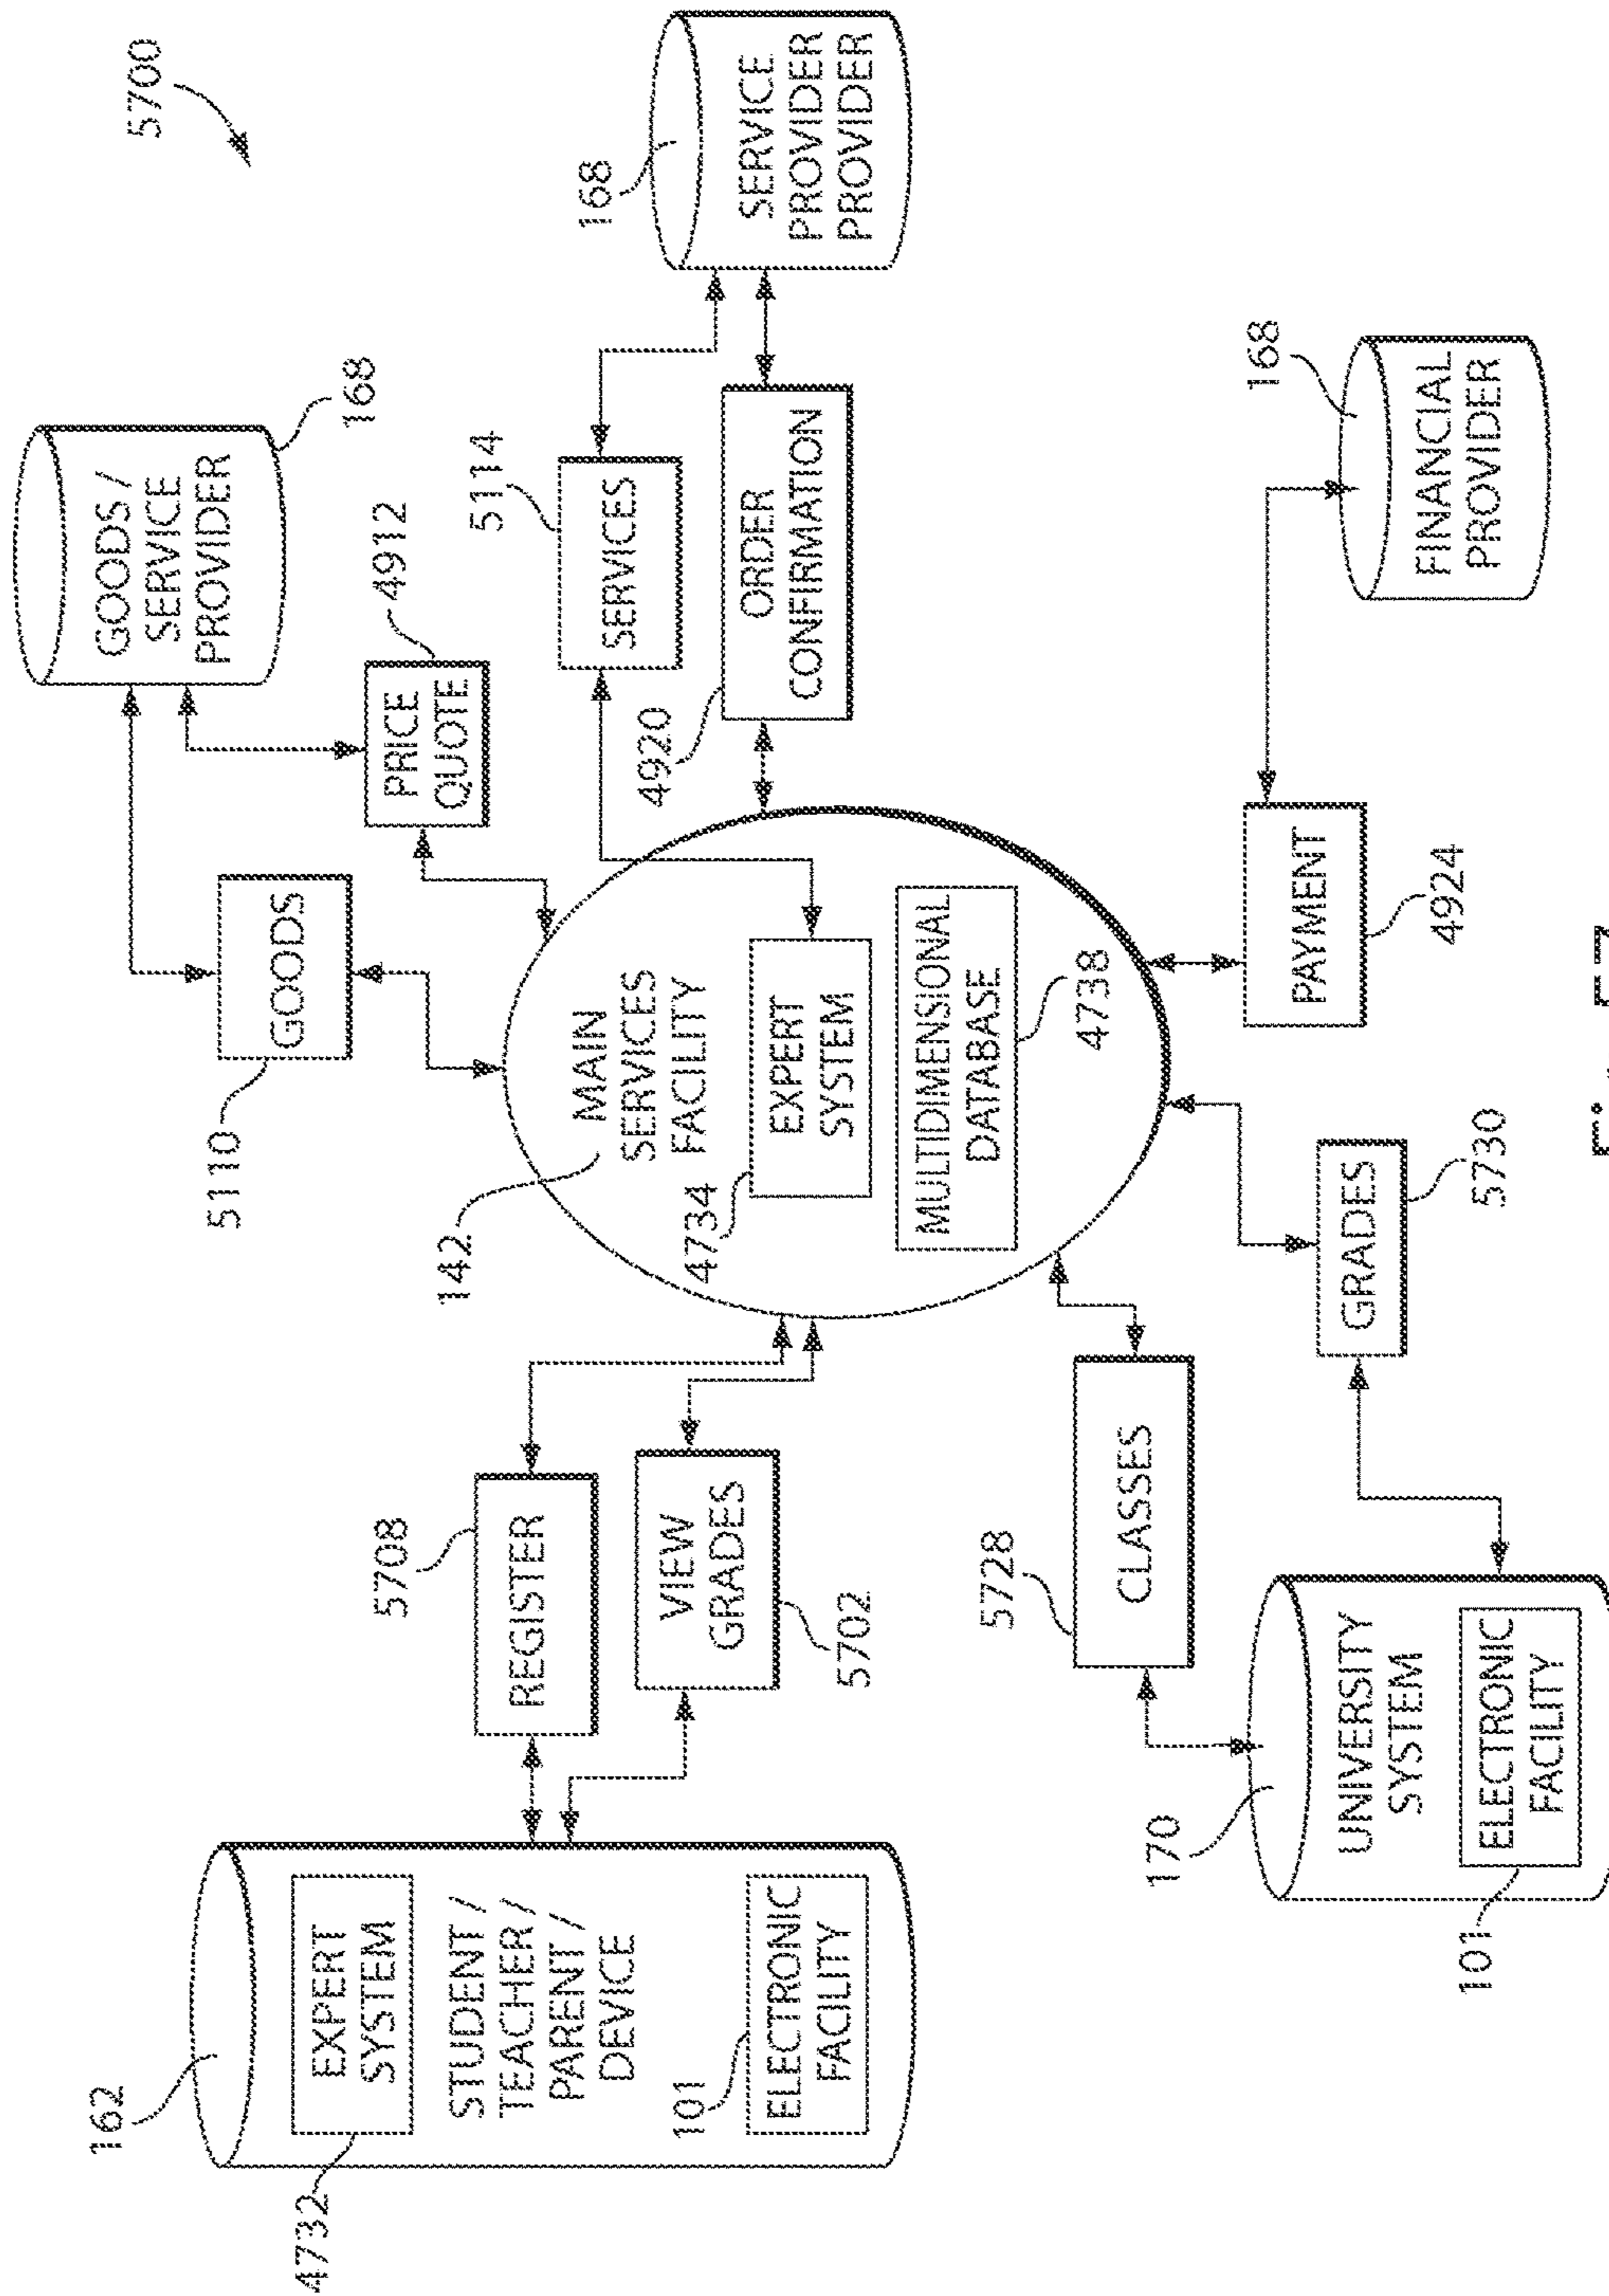 5700
162
EXPERT
SYSTEM
4732
STUDENT /
TEACHER /
PARENT /
DEVICE
101
ELECTRONIC
FACILITY
5708
REGISTER
VIEW
GRADES
5702
5110
GOODS
GOODS /
SERVICE
PROVIDER
168
PRICE
QUOTE
4912
142
MAIN
SERVICES
FACILITY
4734
EXPERT
SYSTEM
MULTIDIMENSIONAL
DATABASE
4738
5114
SERVICES
4920
ORDER
CONFIRMATION
168
SERVICE
PROVIDER
PROVIDER
5728
CLASSES
170
UNIVERSITY
SYSTEM
ELECTRONIC
FACILITY
101
GRADES
5730
PAYMENT
4924
168
FINANCIAL
PROVIDER